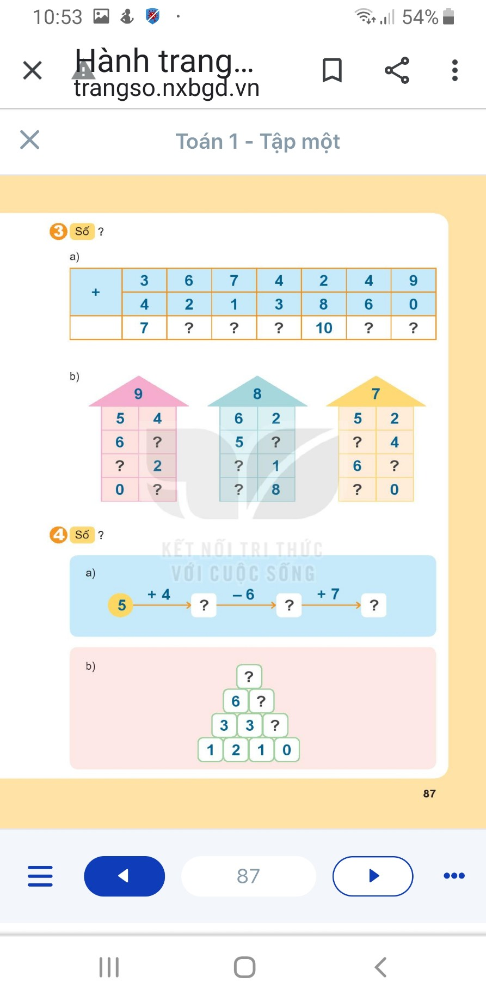 10:53
54%
Hành trang...
trangso.nxbgd.vn
Toán 1 - Tập một
3 Số ?
a)
+ 3 6 7 4 2 4 9
4 2 1 3 8 6 0
7 ? ? ? 10 ? ?
b)
9 8 7
5 4 6 2 5 2
6 ? 5 ? ? 4
? 2 ? 1 6 ?
0 ? ? 8 ? 0
4 Số ?
KẾT NỐI TRI THỨC
VỚI CUỘC SỐNG
a)
+ 4 – 6 + 7
5 ? ? ?
b)
?
6 ?
3 3 ?
1 2 1 0
87
87